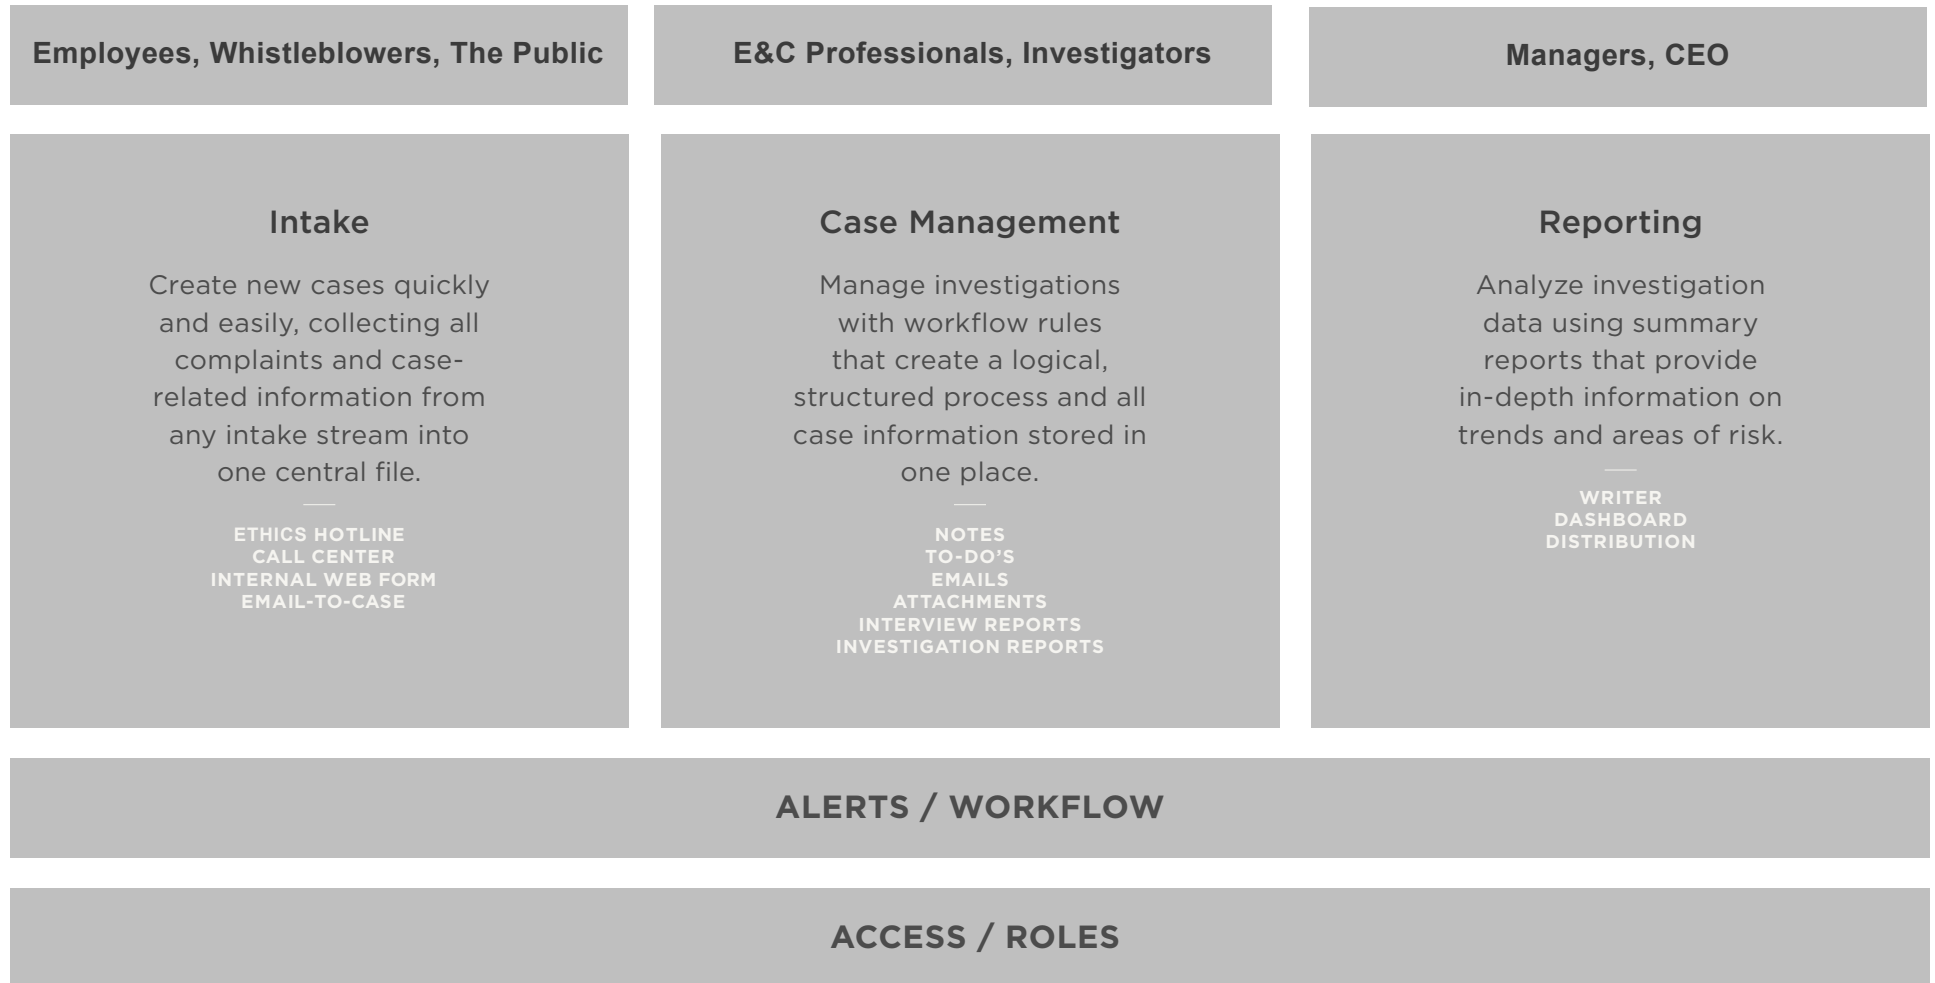 Employees, Whistleblowers, The Public
E&C Professionals, Investigators
Managers, CEO
Intake
Create new cases quickly
and easily, collecting all
complaints and case-
related information from
any intake stream into
one central file.
ETHICS HOTLINE
CALL CENTER
INTERNAL WEB FORM
EMAIL-TO-CASE
Case Management
Manage investigations
with workflow rules
that create a logical,
structured process and all
case information stored in
one place.
NOTES
TO-DO’S
EMAILS
ATTACHMENTS
INTERVIEW REPORTS
INVESTIGATION REPORTS
Reporting
Analyze investigation
data using summary
reports that provide
in-depth information on
trends and areas of risk.
WRITER
DASHBOARD
DISTRIBUTION
ALERTS / WORKFLOW
ACCESS / ROLES